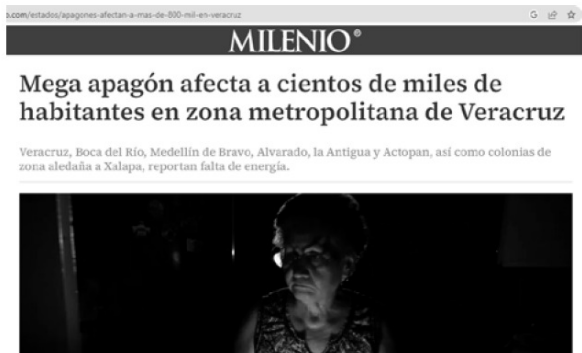 o.com/estados/apagones-afectan-a-mas-de-800-mil-en-veracruz
MILENIO®
Mega apagón afecta a cientos de miles de
habitantes en zona metropolitana de Veracruz
Veracruz, Boca del Río, Medellín de Bravo, Alvarado, la Antigua y Actopan, así como colonias de
zona aledaña a Xalapa, reportan falta de energía.